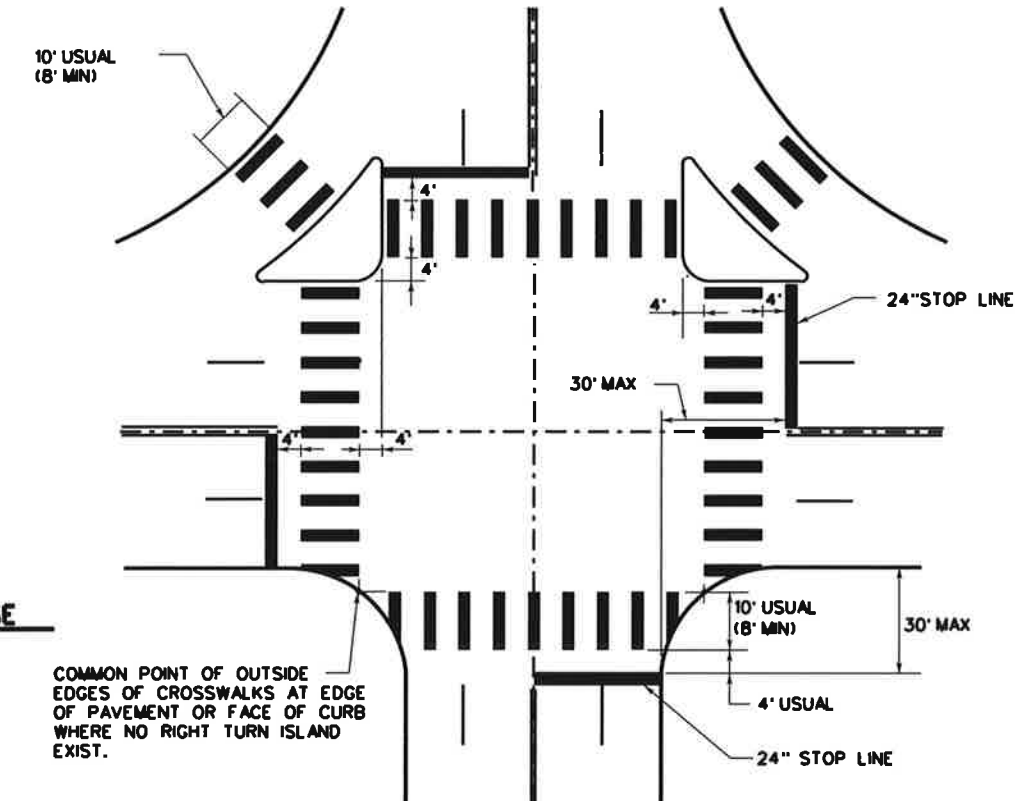 10' USUAL
(8' MIN)
4'
4'
4'
4'
24" STOP LINE
30' MAX
4'
4'
10' USUAL
(8' MIN)
30' MAX
COMMON POINT OF OUTSIDE
EDGES OF CROSSWALKS AT EDGE
OF PAVEMENT OR FACE OF CURB
WHERE NO RIGHT TURN ISLAND
EXIST.
4' USUAL
24" STOP LINE